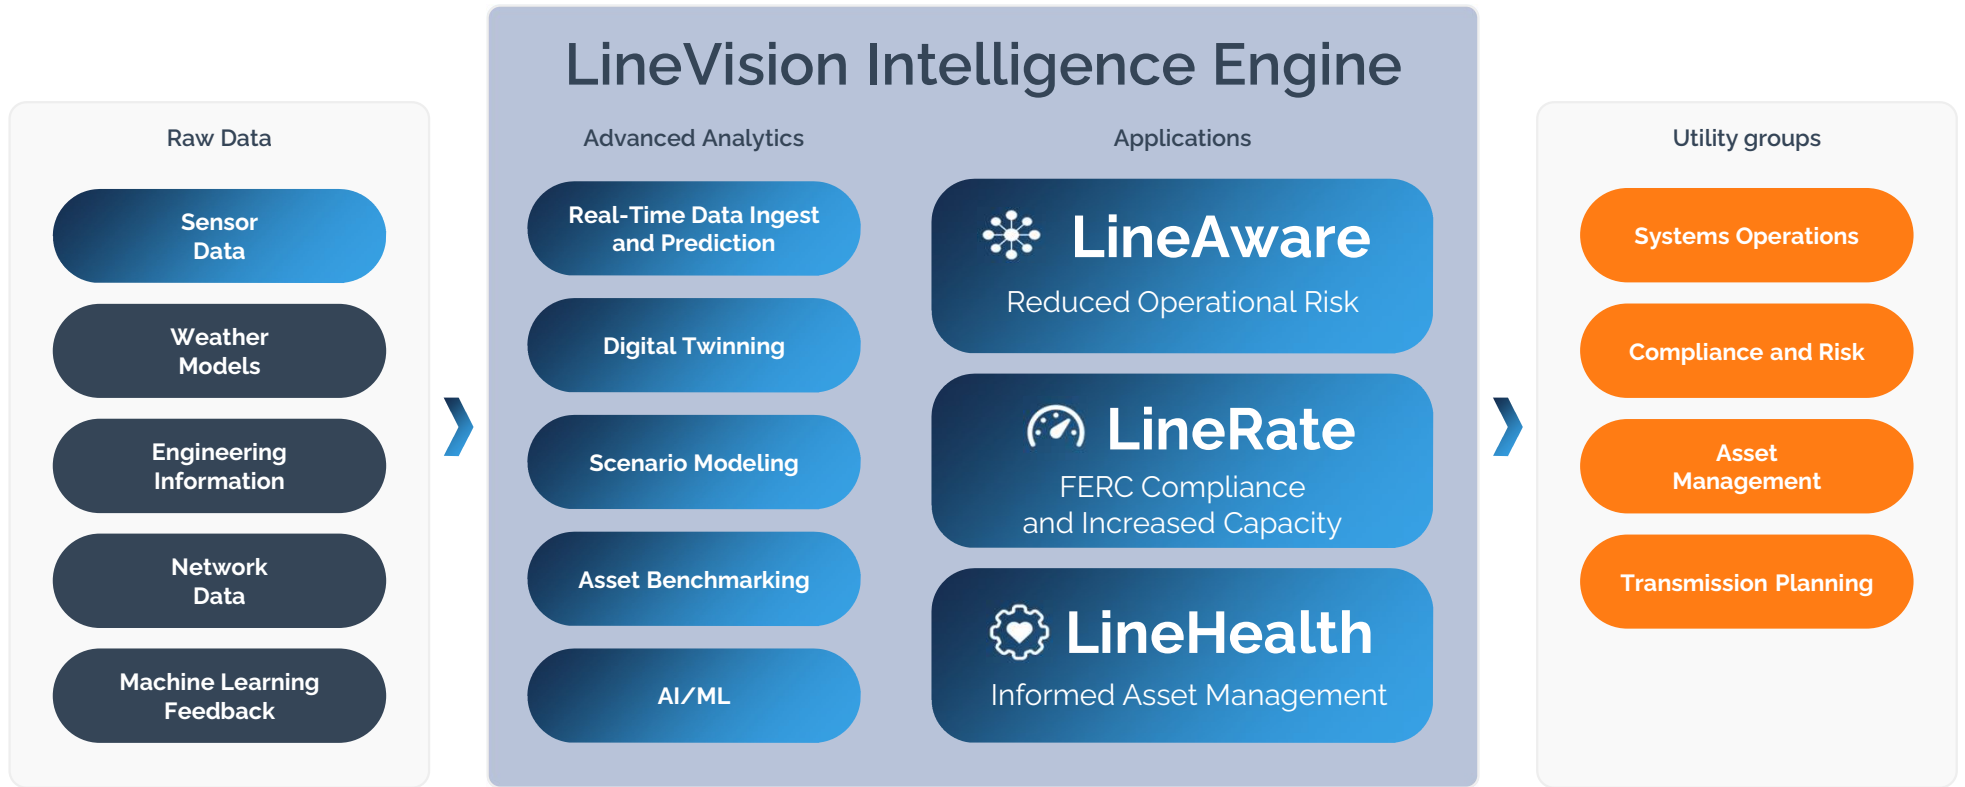 LineVision Intelligence Engine
Raw Data
Sensor
Data
Weather
Models
Engineering
Information
Network
Data
Machine Learning
Feedback
Advanced Analytics
Real-Time Data Ingest
and Prediction
Digital Twinning
Scenario Modeling
Asset Benchmarking
AI/ML
Applications
LineAware
Reduced Operational Risk
LineRate
FERC Compliance
and Increased Capacity
LineHealth
Informed Asset Management
Utility groups
Systems Operations
Compliance and Risk
Asset
Management
Transmission Planning